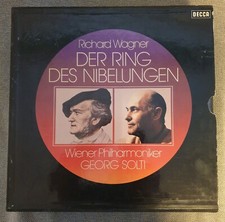 DECCA
Richard Wagner
DER RING
DES NIBELUNGEN
Wiener Philharmoniker
GEORG SOLTI